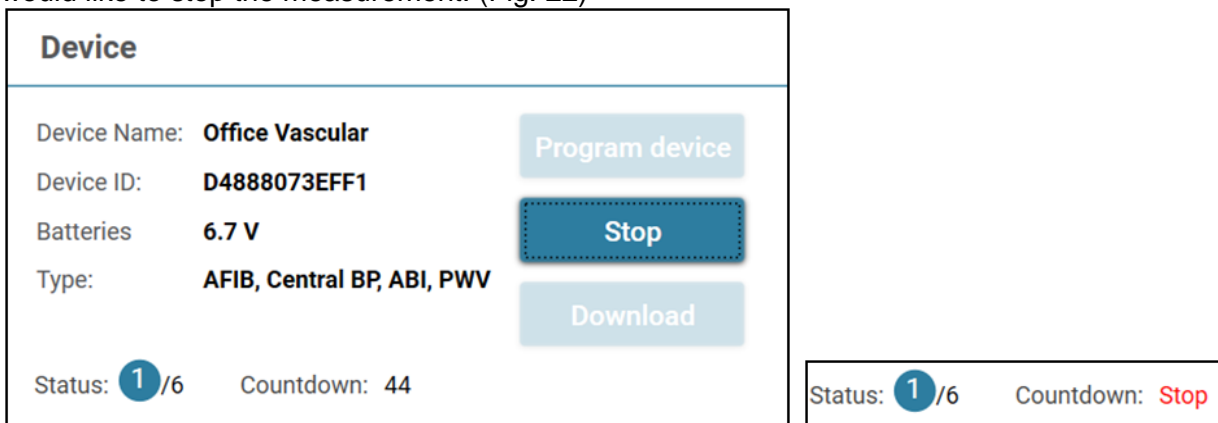 would like to stop the measurement. (Fig. 22)
Device
Device Name: Office Vascular
Program device
Device ID: D4888073EFF1
Batteries 6.7 V
Stop
Type: AFIB, Central BP, ABI, PWV
Download
Status: 1/6 Countdown: 44
Status: 1/6 Countdown: Stop